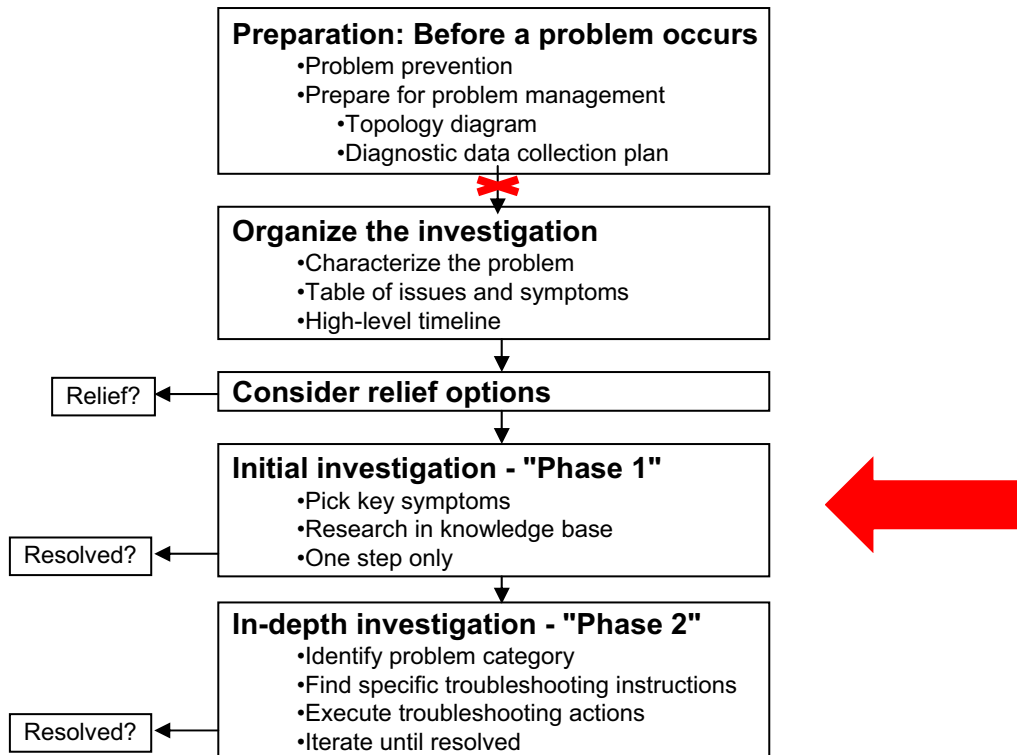 Preparation: Before a problem occurs
•Problem prevention
•Prepare for problem management
•Topology diagram
•Diagnostic data collection plan
Organize the investigation
•Characterize the problem
•Table of issues and symptoms
•High-level timeline
Relief?
Consider relief options
Initial investigation - "Phase 1"
•Pick key symptoms
•Research in knowledge base
•One step only
Resolved?
In-depth investigation - "Phase 2"
•Identify problem category
•Find specific troubleshooting instructions
•Execute troubleshooting actions
•Iterate until resolved
Resolved?